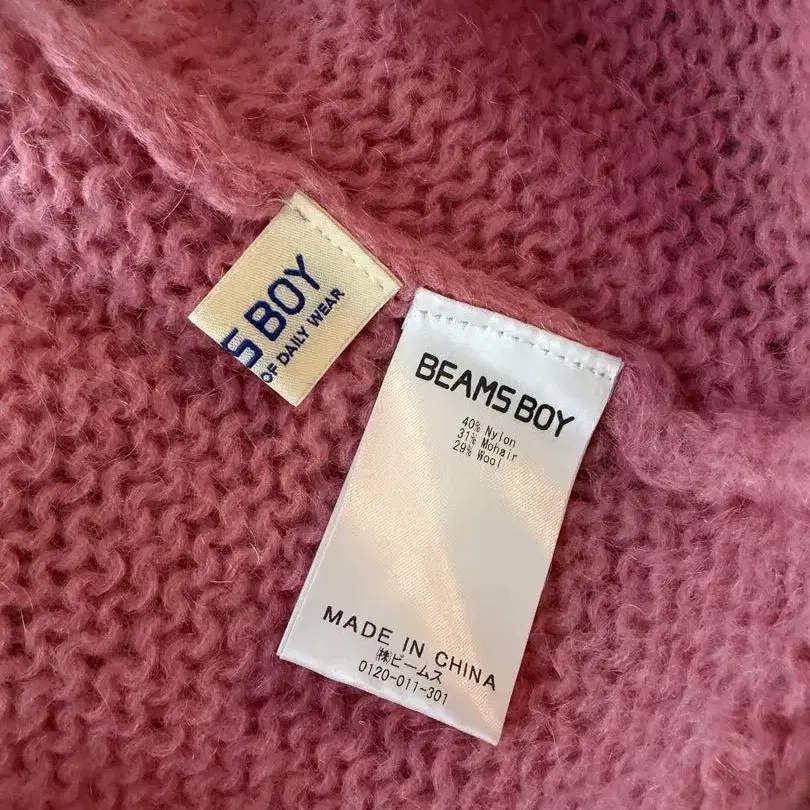 S BOY
OF DAILY WEAR
BEAMS BOY
40% Nylon
31% Mohair
29% Wool
MADE IN CHINA
㈱ビームス
0120-011-301